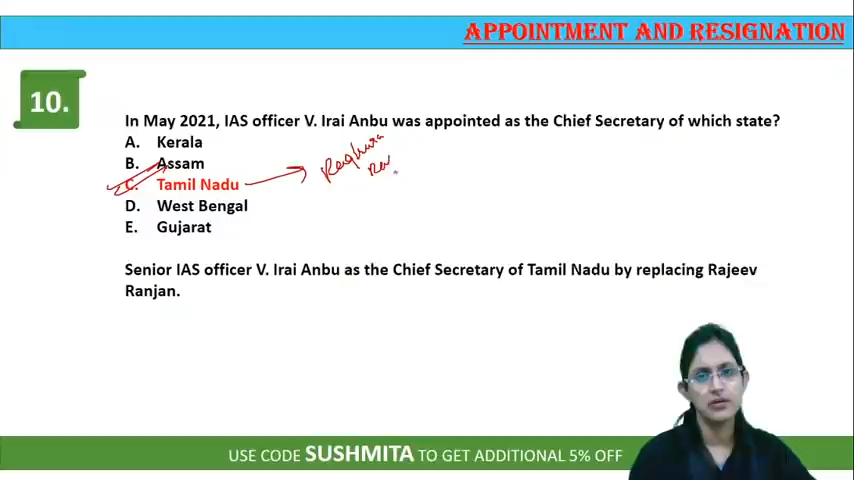 APPOINTMENT AND RESIGNATION
10.
In May 2021, IAS officer V. Irai Anbu was appointed as the Chief Secretary of which state?
A. Kerala
B. Assam
C. Tamil Nadu
D. West Bengal
E. Gujarat
Raghura
Senior IAS officer V. Irai Anbu as the Chief Secretary of Tamil Nadu by replacing Rajeev
Ranjan.
USE CODE SUSHMITA TO GET ADDITIONAL 5% OFF